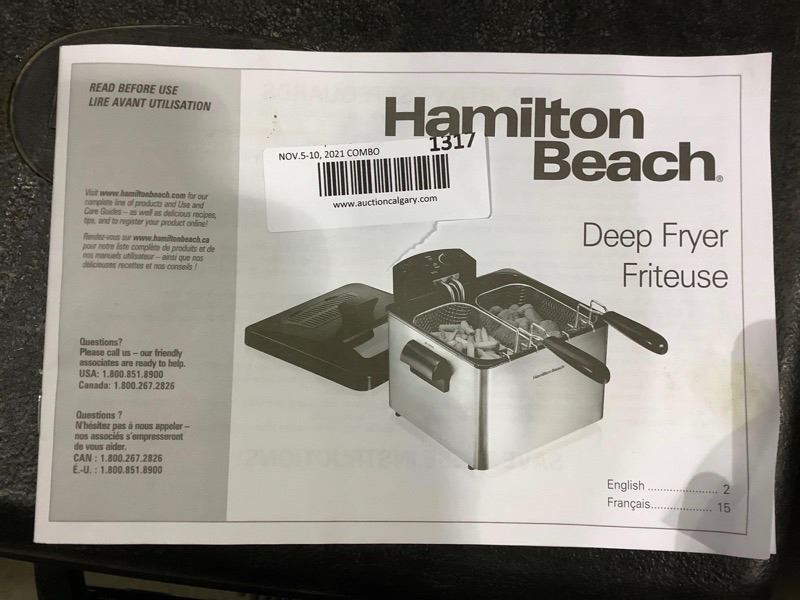 READ BEFORE USE
LIRE AVANT UTILISATION
Visit www.hamiltonbeach.com for our
complete line of products and Use and
Care Guides – as well as delicious recipes,
tips, and to register your product online!
Rendez-vous sur www.hamiltonbeach.ca
pour notre liste complète de produits et de
nos manuels utilisateur – ainsi que nos
délicieuses recettes et nos conseils !
Questions?
Please call us – our friendly
associates are ready to help.
USA: 1.800.851.8900
Canada: 1.800.267.2826
Questions ?
N'hésitez pas à nous appeler –
nos associés s'empresseront
de vous aider.
CAN : 1.800.267.2826
É.-U. : 1.800.851.8900
Hamilton
Beach®
NOV.5-10, 2021 COMBO
1317
www.auctioncalgary.com
Deep Fryer
Friteuse
Hamilton Beach
English ...................... 2
Français................... 15